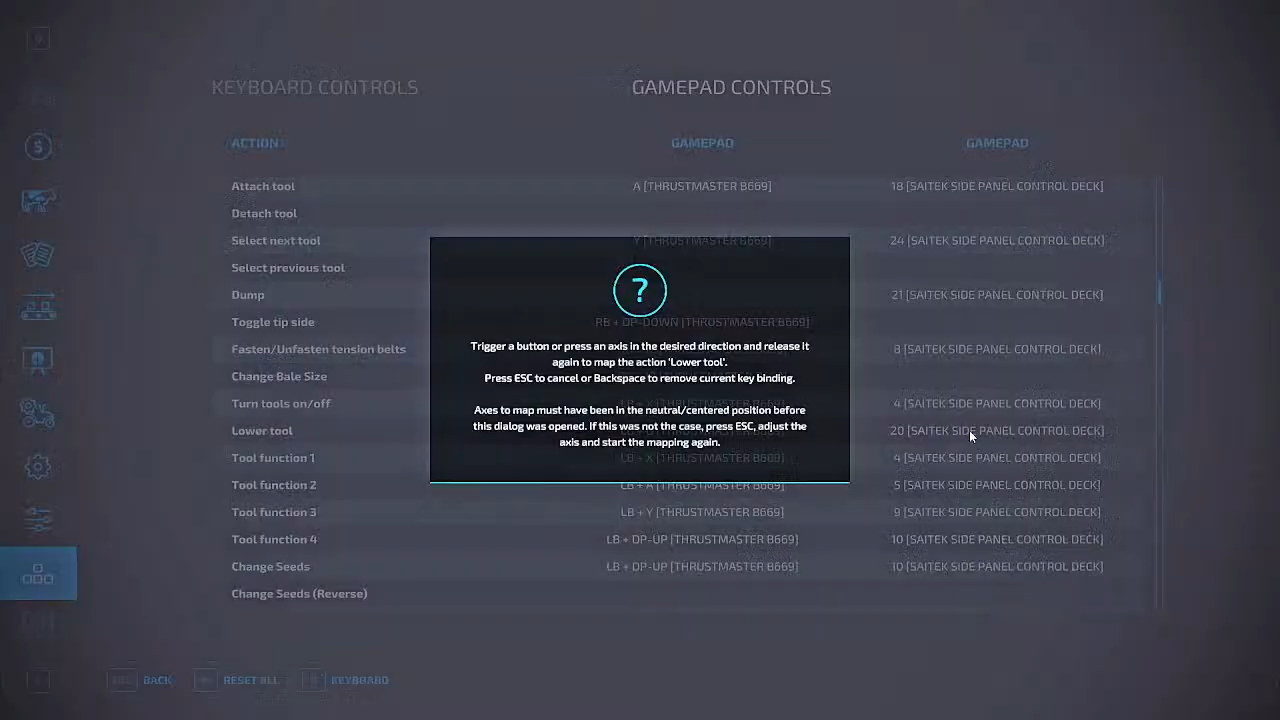 KEYBOARD CONTROLS GAMEPAD CONTROLS
ACTION GAMEPAD GAMEPAD
Attach tool A [THRUSTMASTER B669] 18 [SAITEK SIDE PANEL CONTROL DECK]
Detach tool
Select next tool Y [THRUSTMASTER B669] 24 [SAITEK SIDE PANEL CONTROL DECK]
Select previous tool
Dump 21 [SAITEK SIDE PANEL CONTROL DECK]
Toggle tip side RB + DP-DOWN [THRUSTMASTER B669]
Fasten/Unfasten tension belts 8 [SAITEK SIDE PANEL CONTROL DECK]
Change Bale Size
Turn tools on/off 4 [SAITEK SIDE PANEL CONTROL DECK]
Lower tool 20 [SAITEK SIDE PANEL CONTROL DECK]
Tool function 1 LB + X [THRUSTMASTER B669] 4 [SAITEK SIDE PANEL CONTROL DECK]
Tool function 2 LB + A [THRUSTMASTER B669] 5 [SAITEK SIDE PANEL CONTROL DECK]
Tool function 3 LB + Y [THRUSTMASTER B669] 9 [SAITEK SIDE PANEL CONTROL DECK]
Tool function 4 LB + DP-UP [THRUSTMASTER B669] 10 [SAITEK SIDE PANEL CONTROL DECK]
Change Seeds LB + DP-UP [THRUSTMASTER B669] 10 [SAITEK SIDE PANEL CONTROL DECK]
Change Seeds (Reverse)
?
Trigger a button or press an axis in the desired direction and release it
again to map the action 'Lower tool'.
Press ESC to cancel or Backspace to remove current key binding.
Axes to map must have been in the neutral/centered position before
this dialog was opened. If this was not the case, press ESC, adjust the
axis and start the mapping again.
BACK RESET ALL KEYBOARD